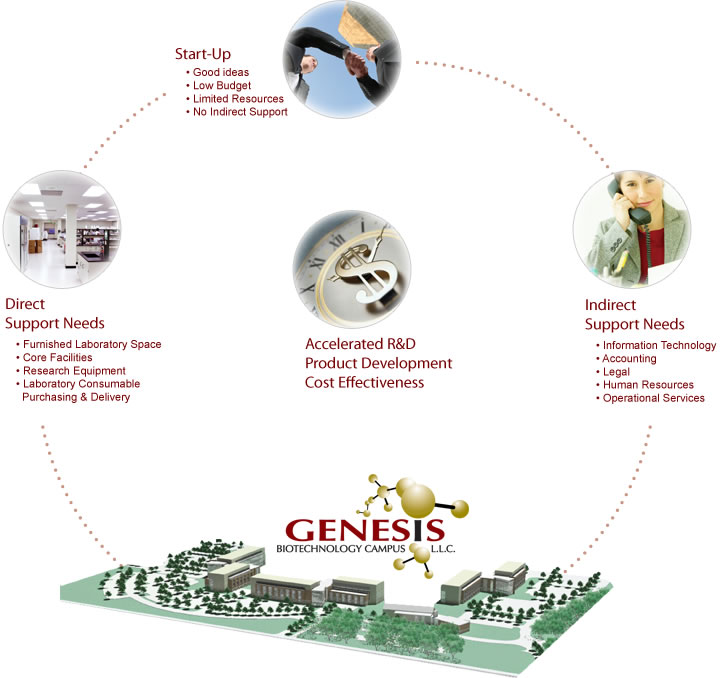 Start-Up
• Good ideas
• Low Budget
• Limited Resources
• No Indirect Support
Direct
Support Needs
• Furnished Laboratory Space
• Core Facilities
• Research Equipment
• Laboratory Consumable
Purchasing & Delivery
Accelerated R&D
Product Development
Cost Effectiveness
Indirect
Support Needs
• Information Technology
• Accounting
• Legal
• Human Resources
• Operational Services
GENESIS
BIOTECHNOLOGY CAMPUS L.L.C.